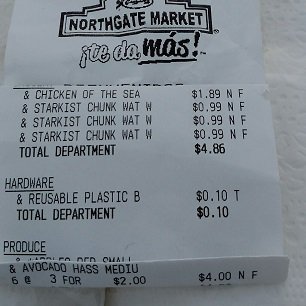 NORTHGATE MARKET
¡te da más!™
& CHICKEN OF THE SEA $1.89 N F
& STARKIST CHUNK WAT W $0.99 N F
& STARKIST CHUNK WAT W $0.99 N F
& STARKIST CHUNK WAT W $0.99 N F
TOTAL DEPARTMENT $4.86
HARDWARE
& REUSABLE PLASTIC B $0.10 T
TOTAL DEPARTMENT $0.10
PRODUCE
& AVOCADO HASS MEDIU
6 @ 3 FOR $2.00 $4.00 N F